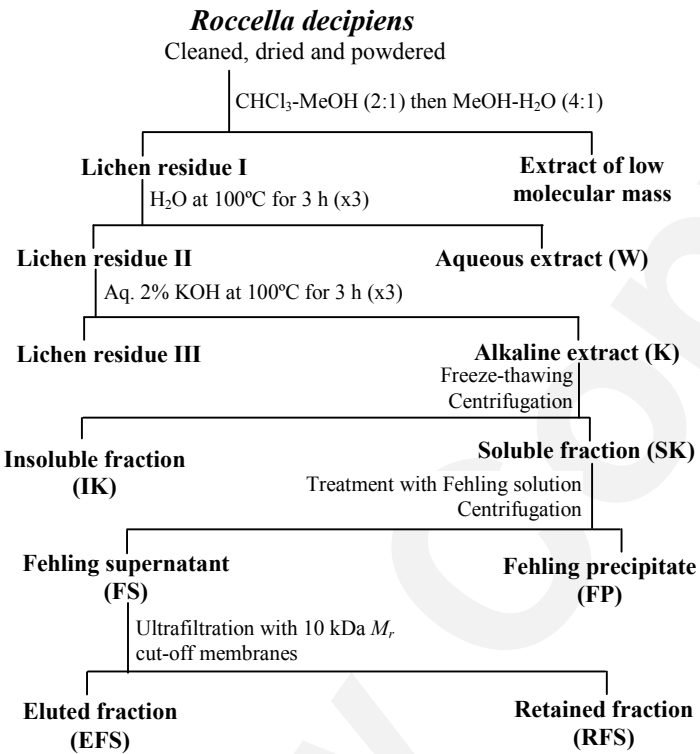 Roccella decipiens
Cleaned, dried and powdered
CHCl₃-MeOH (2:1) then MeOH-H₂O (4:1)
Lichen residue I
Extract of low
molecular mass
H₂O at 100ºC for 3 h (x3)
Lichen residue II
Aqueous extract (W)
Aq. 2% KOH at 100ºC for 3 h (x3)
Lichen residue III
Alkaline extract (K)
Freeze-thawing
Centrifugation
Insoluble fraction
(IK)
Soluble fraction (SK)
Treatment with Fehling solution
Centrifugation
Fehling supernatant
(FS)
Fehling precipitate
(FP)
Ultrafiltration with 10 kDa Mr
cut-off membranes
Eluted fraction
(EFS)
Retained fraction
(RFS)